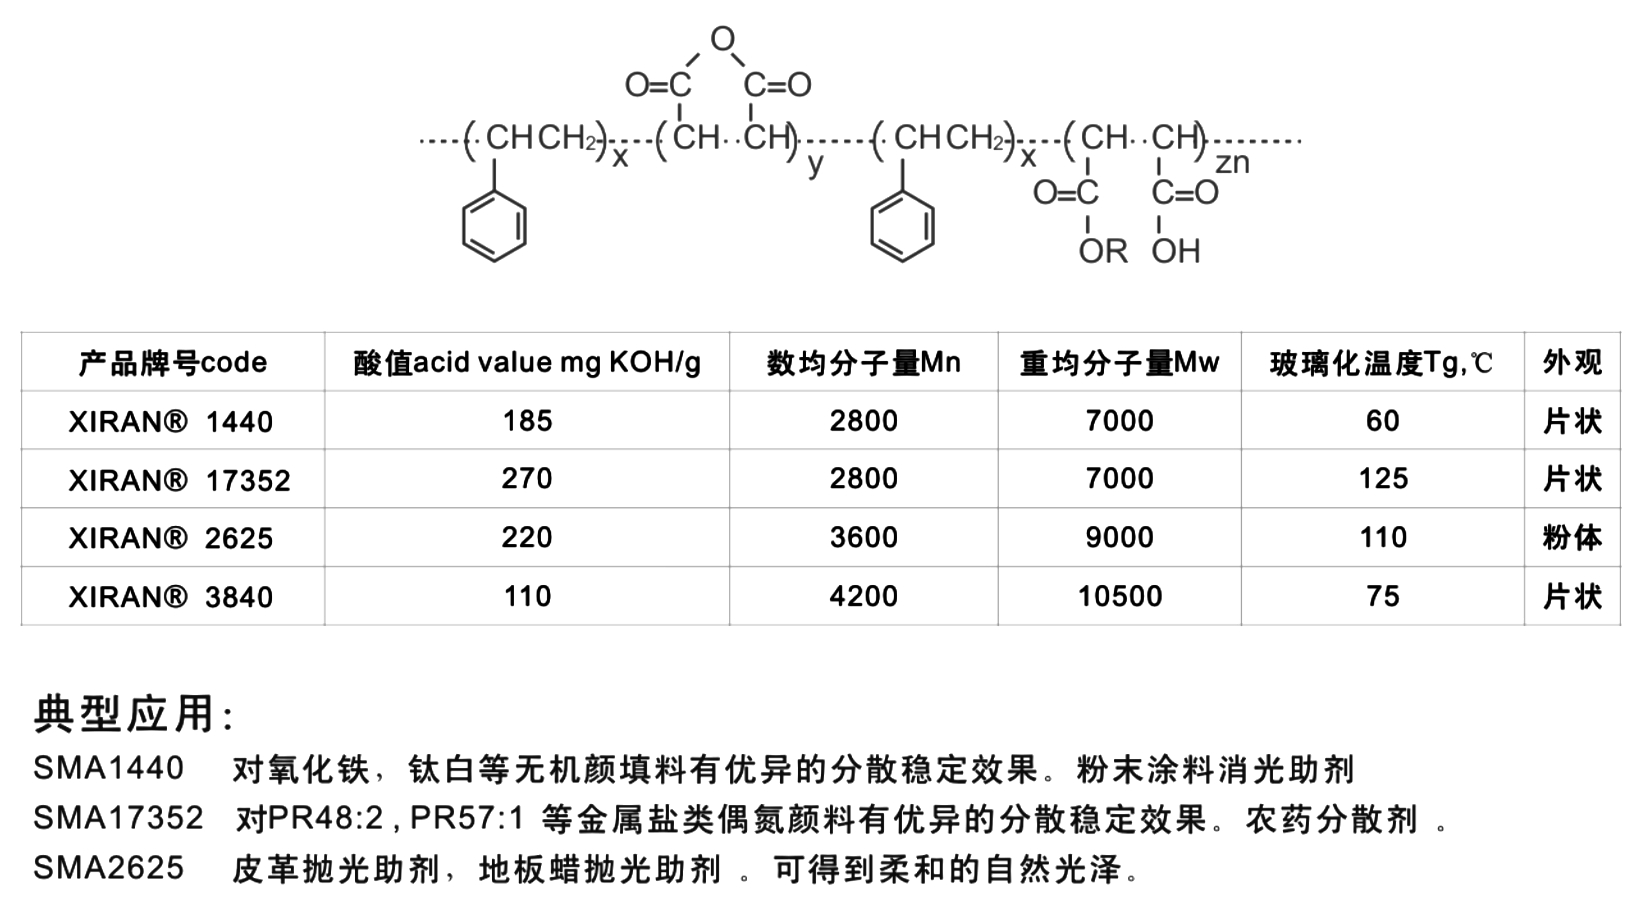 O
O=C C=O
(CHCH₂)x (CH··CH)y (CHCH₂)x (CH··CH)zn
O=C C=O
OR OH
产品牌号code 酸值acid value mg KOH/g 数均分子量Mn 重均分子量Mw 玻璃化温度Tg,℃ 外观
XIRAN® 1440 185 2800 7000 60 片状
XIRAN® 17352 270 2800 7000 125 片状
XIRAN® 2625 220 3600 9000 110 粉体
XIRAN® 3840 110 4200 10500 75 片状
典型应用:
SMA1440 对氧化铁,钛白等无机颜填料有优异的分散稳定效果。粉末涂料消光助剂
SMA17352 对PR48:2 , PR57:1 等金属盐类偶氮颜料有优异的分散稳定效果。农药分散剂 。
SMA2625 皮革抛光助剂,地板蜡抛光助剂 。可得到柔和的自然光泽。